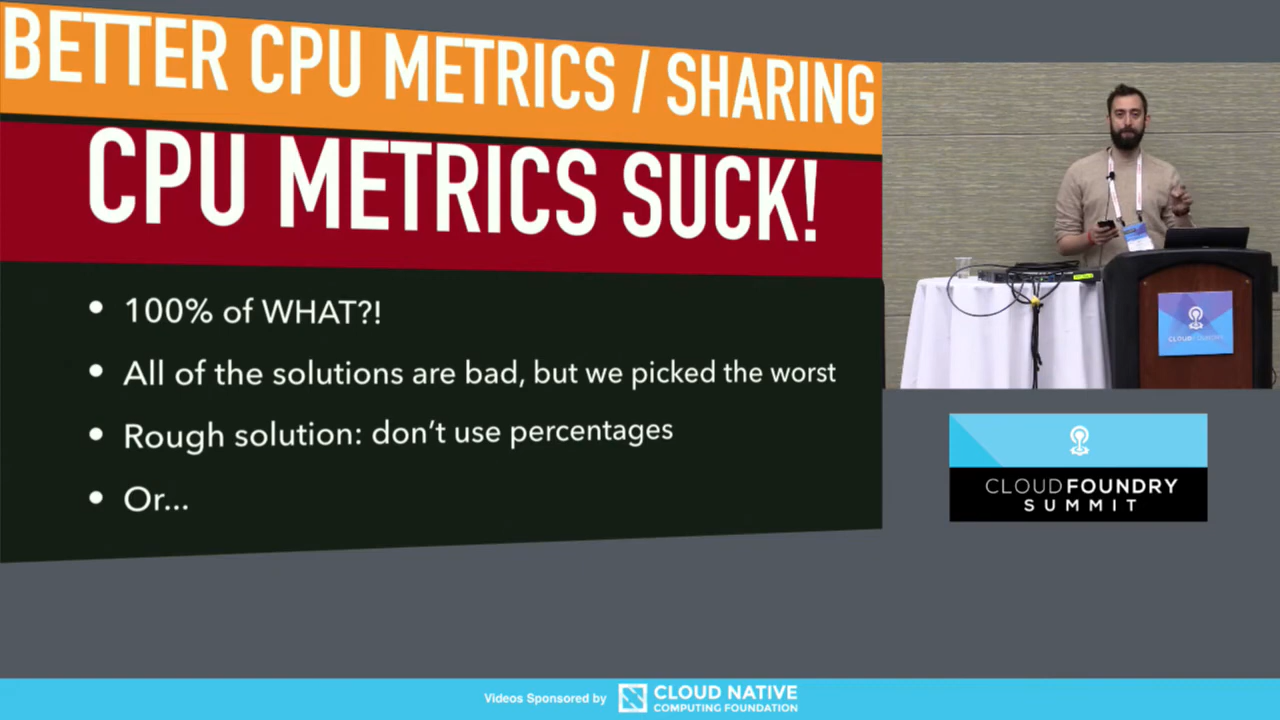 BETTER CPU METRICS / SHARING
CPU METRICS SUCK!
• 100% of WHAT?!
• All of the solutions are bad, but we picked the worst
• Rough solution: don't use percentages
• Or...
CLOUD FOUNDRY
CLOUDFOUNDRY
SUMMIT
Videos Sponsored by
CLOUD NATIVE
COMPUTING FOUNDATION